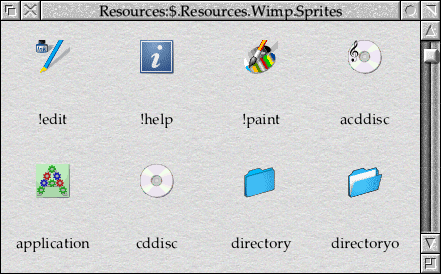 Resources:$.Resources.Wimp.Sprites
!edit !help !paint acddisc
application cddisc directory directoryo